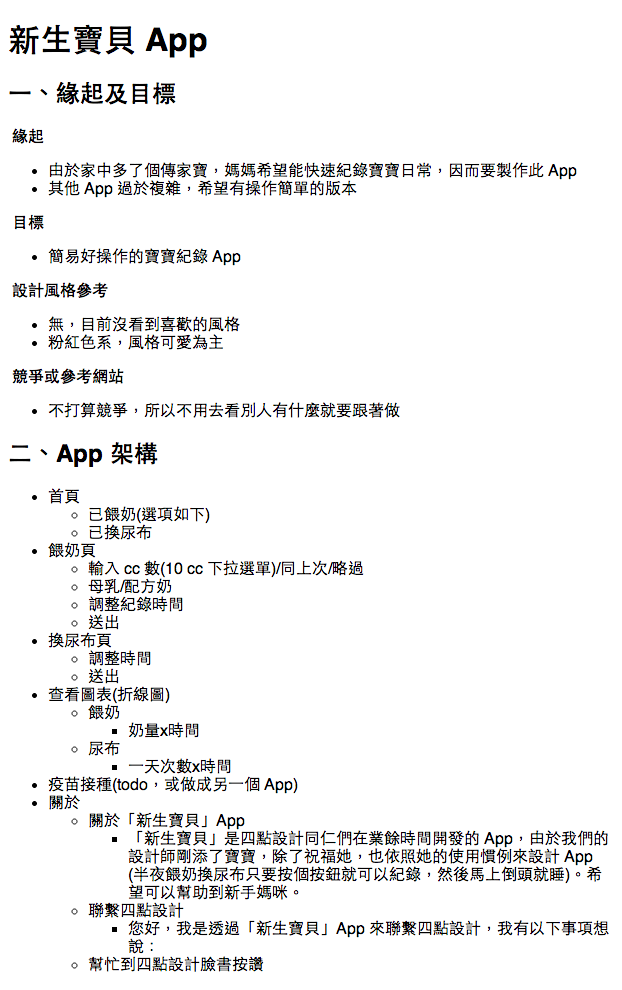 新生寶貝 App
一、緣起及目標
緣起
• 由於家中多了個傳家寶，媽媽希望能快速紀錄寶寶日常，因而要製作此 App
• 其他 App 過於複雜，希望有操作簡單的版本
目標
• 簡易好操作的寶寶紀錄 App
設計風格參考
• 無，目前沒看到喜歡的風格
• 粉紅色系，風格可愛為主
競爭或參考網站
• 不打算競爭，所以不用去看別人有什麼就要跟著做
二、App 架構
• 首頁
◦ 已餵奶(選項如下)
◦ 已換尿布
• 餵奶頁
◦ 輸入 cc 數(10 cc 下拉選單)/同上次/略過
◦ 母乳/配方奶
◦ 調整紀錄時間
◦ 送出
• 換尿布頁
◦ 調整時間
◦ 送出
• 查看圖表(折線圖)
◦ 餵奶
▪ 奶量x時間
◦ 尿布
▪ 一天次數x時間
• 疫苗接種(todo，或做成另一個 App)
• 關於
◦ 關於「新生寶貝」App
▪ 「新生寶貝」是四點設計同仁們在業餘時間開發的 App，由於我們的
設計師剛添了寶寶，除了祝福她，也依照她的使用慣例來設計 App
(半夜餵奶換尿布只要按個按鈕就可以紀錄，然後馬上倒頭就睡)。希
望可以幫助到新手媽咪。
◦ 聯繫四點設計
▪ 您好，我是透過「新生寶貝」App 來聯繫四點設計，我有以下事項想
說：
◦ 幫忙到四點設計臉書按讚